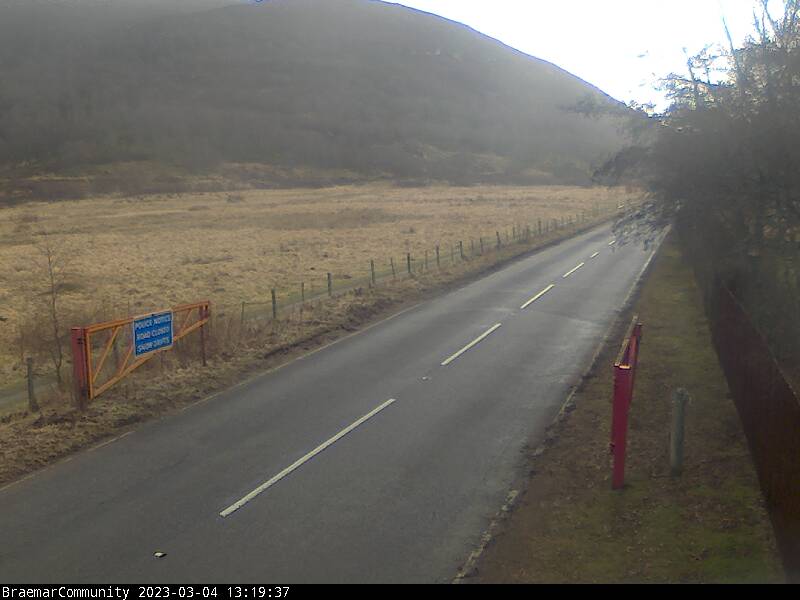 POLICE NOTICE
ROAD CLOSED
SNOW DRIFTS
BraemarCommunity 2023-03-04 13:19:37